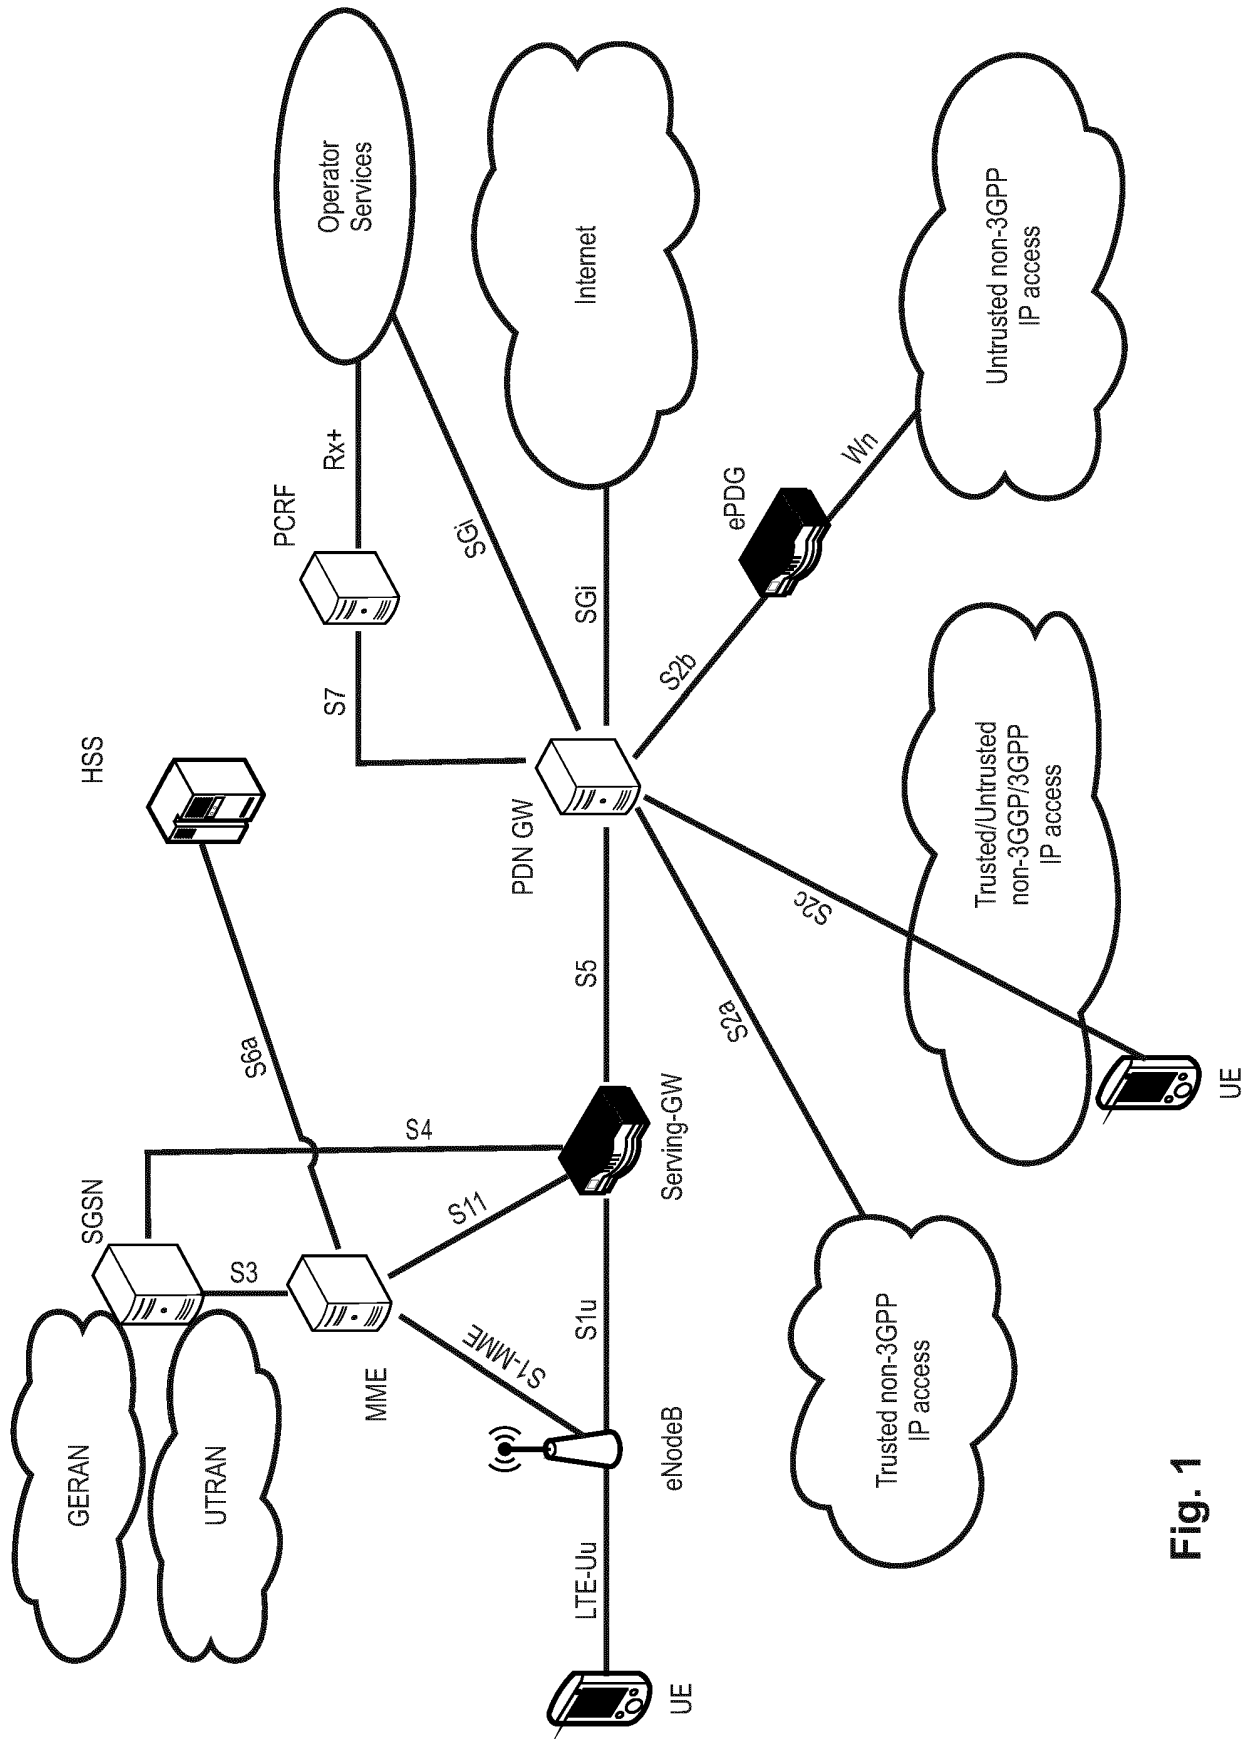 GERAN
UTRAN
SGSN
S3
MME
S6a
HSS
S4
S11
S1-MME
LTE-Uu
UE
eNodeB
S1u
Serving-GW
S5
PDN GW
S7
PCRF
Rx+
Operator
Services
SGi
SGi
Internet
S2a
Trusted non-3GPP
IP access
S2c
UE
Trusted/Untrusted
non-3GGP/3GPP
IP access
S2b
ePDG
Wn
Untrusted non-3GPP
IP access
Fig. 1